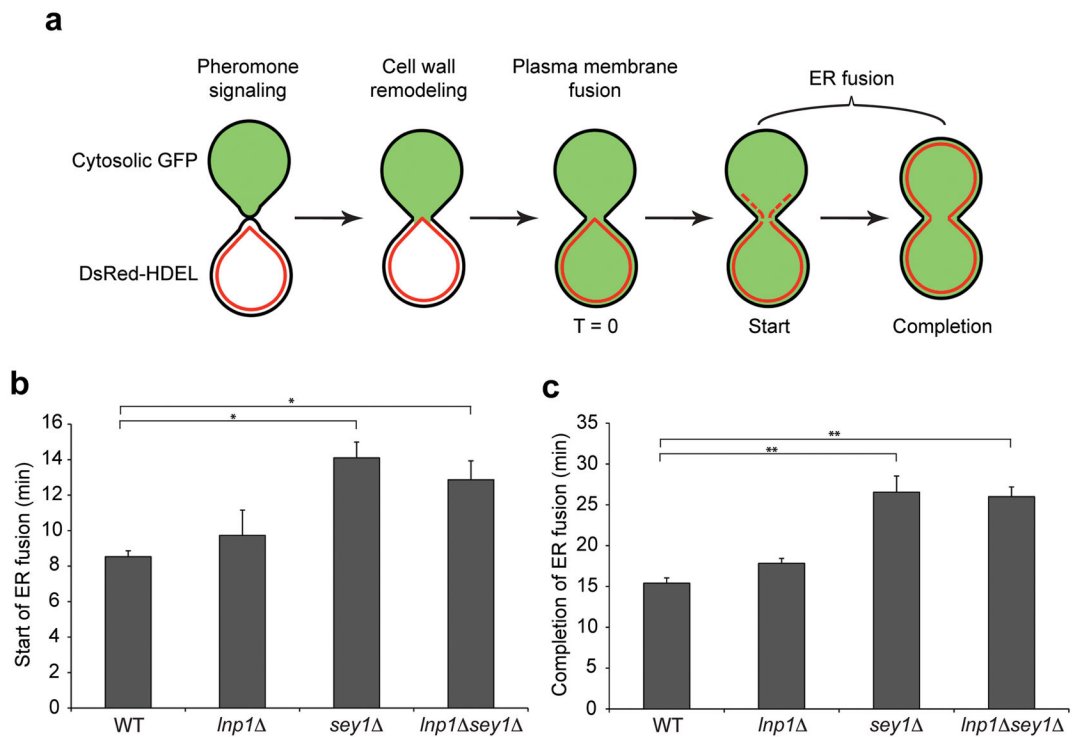 a
Pheromone
signaling
Cell wall
remodeling
Plasma membrane
fusion
ER fusion
Cytosolic GFP
DsRed-HDEL
T = 0
Start
Completion
b
Start of ER fusion (min)
16
14
12
10
8
6
4
2
0
*
*
WT
lnp1Δ
sey1Δ
lnp1Δsey1Δ
c
Completion of ER fusion (min)
35
30
25
20
15
10
5
0
**
**
WT
lnp1Δ
sey1Δ
lnp1Δsey1Δ